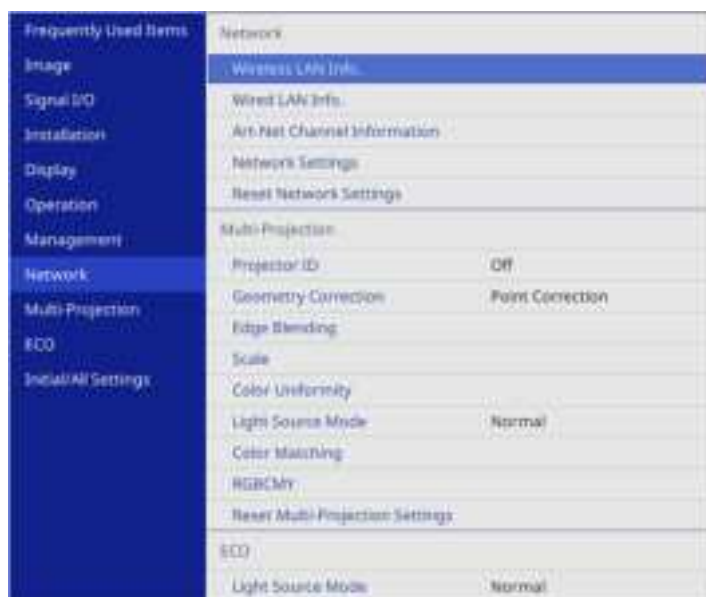 Frequently Used Items
Image
Signal I/O
Installation
Display
Operation
Management
Network
Multi-Projection
ECO
Initial/All Settings
Network
Wireless LAN Info.
Wired LAN Info.
Art-Net Channel Information
Network Settings
Reset Network Settings
Multi-Projection
Projector ID Off
Geometry Correction Point Correction
Edge Blending
Scale
Color Uniformity
Light Source Mode Normal
Color Matching
RGBCMY
Reset Multi-Projection Settings
ECO
Light Source Mode Normal